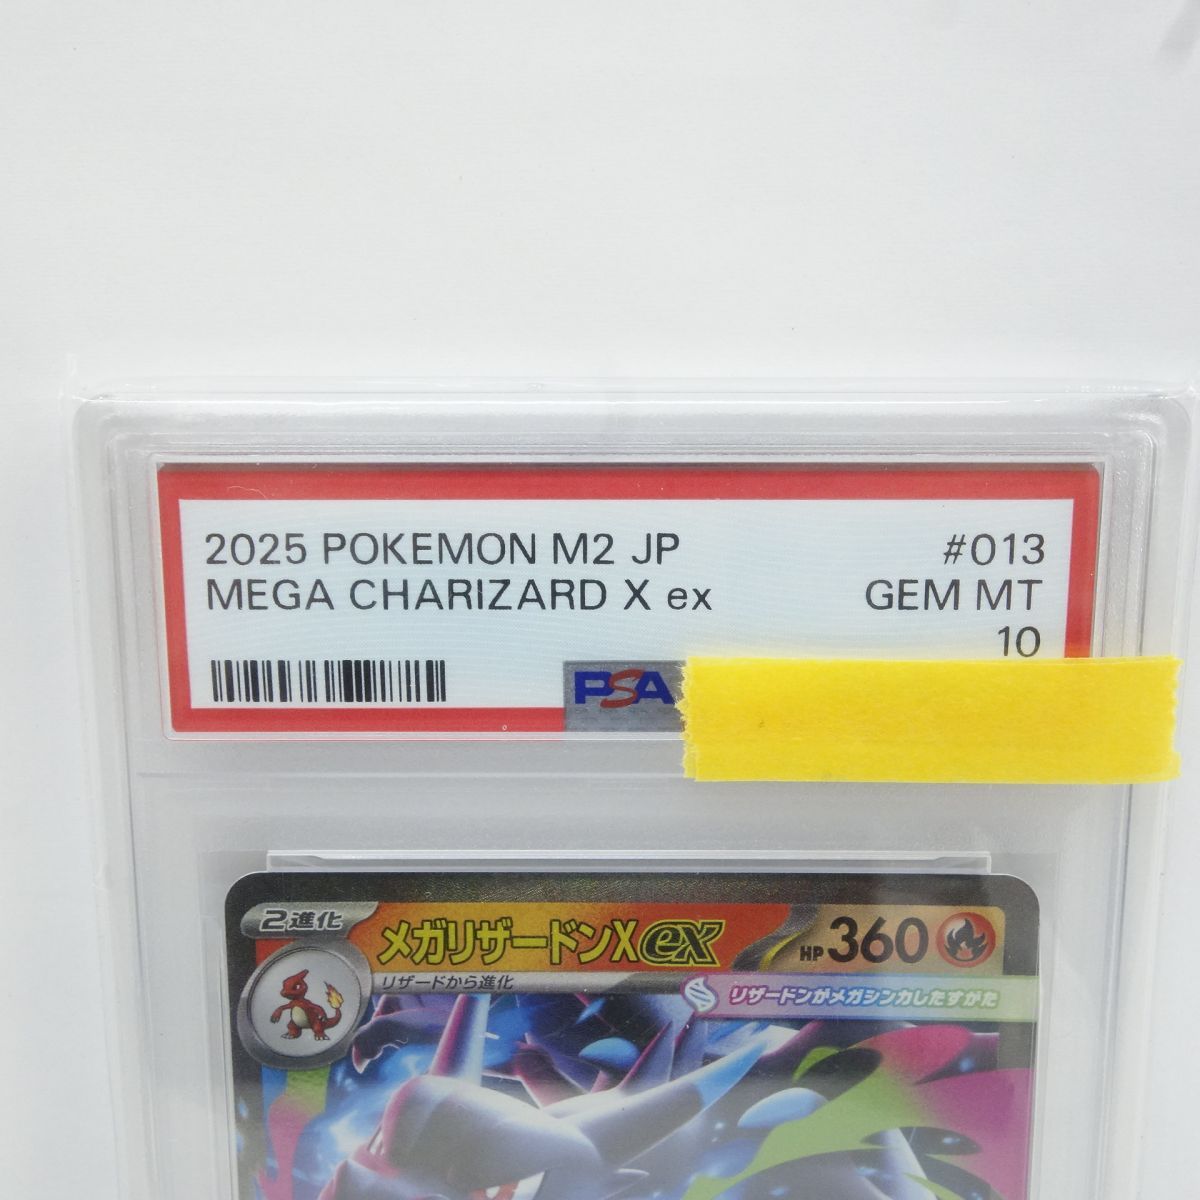 2025 POKEMON M2 JP
#013
MEGA CHARIZARD X ex
GEM MT
10
PSA
2進化
メガリザードンXex
HP360
リザードから進化
リザードンがメガシンカしたすがた